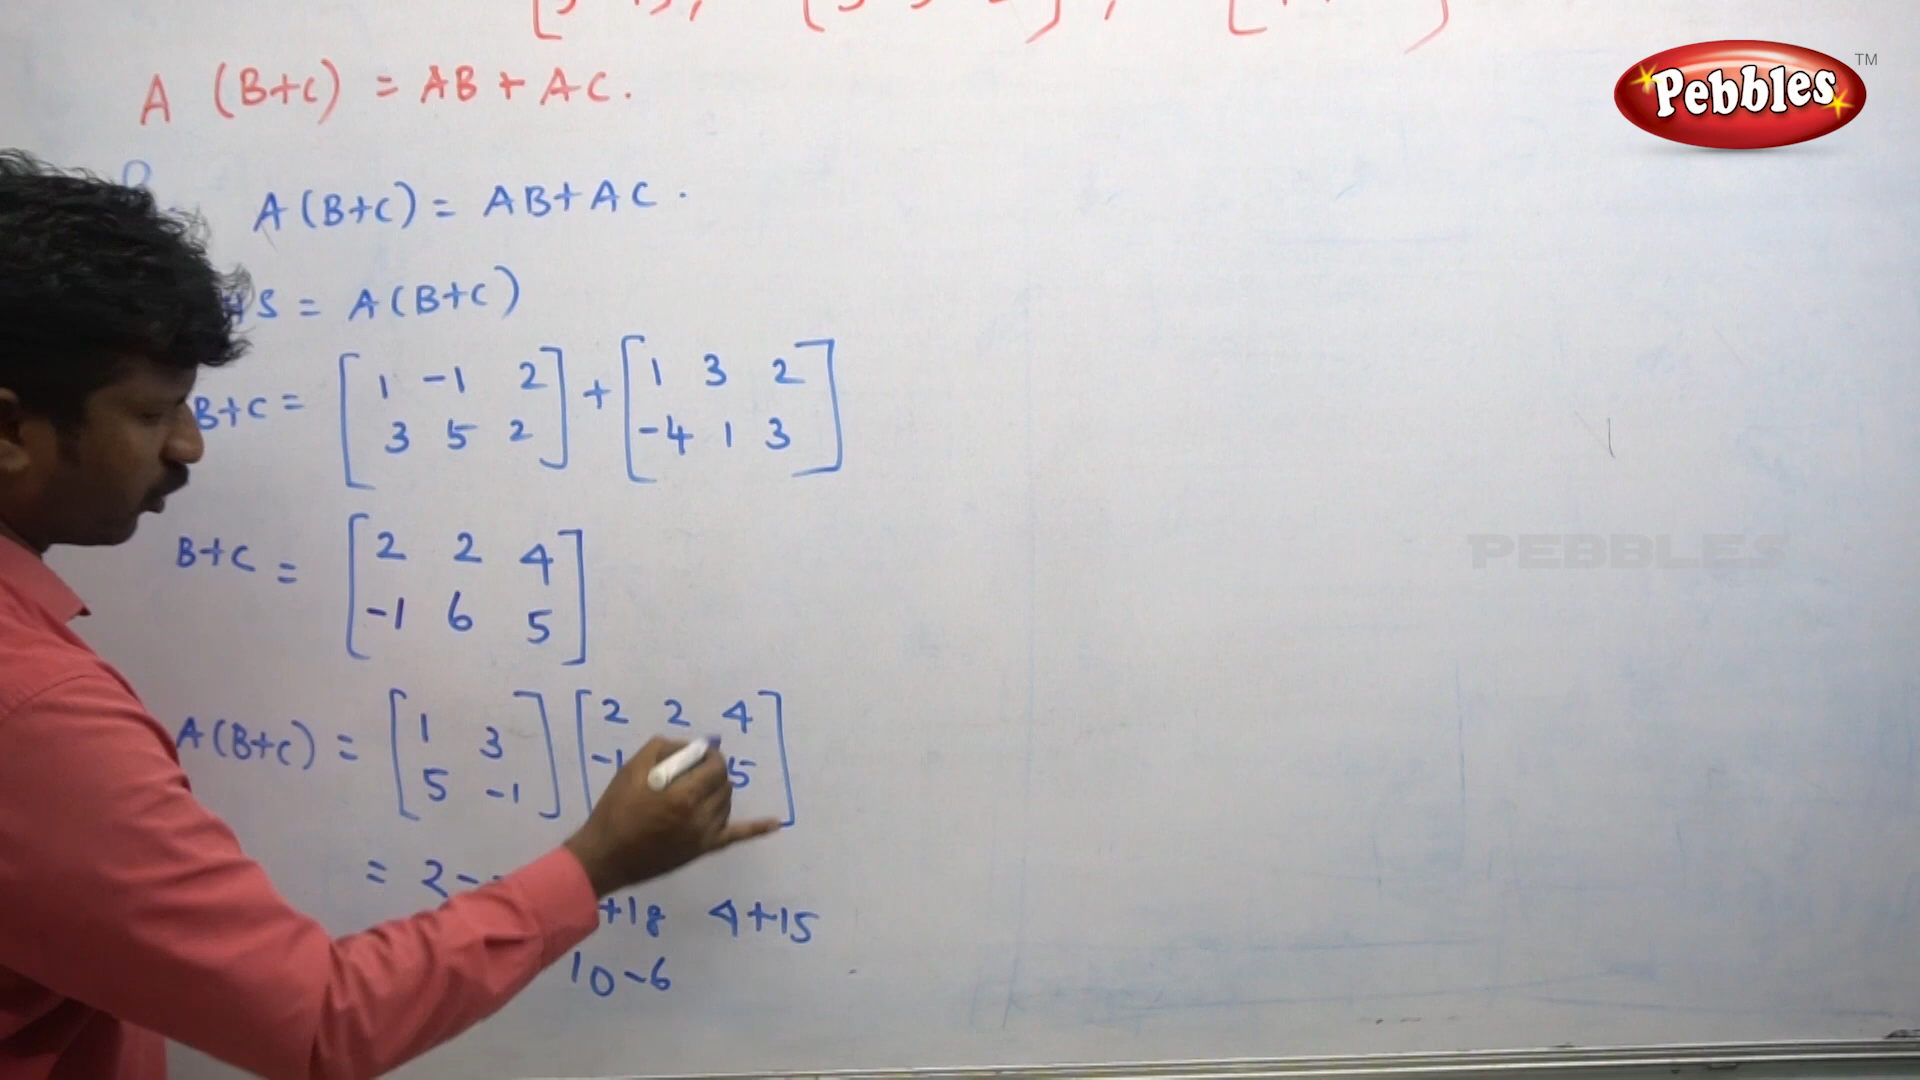 Pebbles TM
A (B+C) = AB + AC.
A (B+C) = AB + AC.
S = A (B+C)
B+C = [ 1 -1 2 ] + [ 1 3 2 ]
3 5 2 -4 1 3
B+C = [ 2 2 4 ]
-1 6 5
PEBBLES
A (B+C) = [ 1 3 ] [ 2 2 4 ]
5 -1 -1 5
= 2-
+18 4+15
10-6